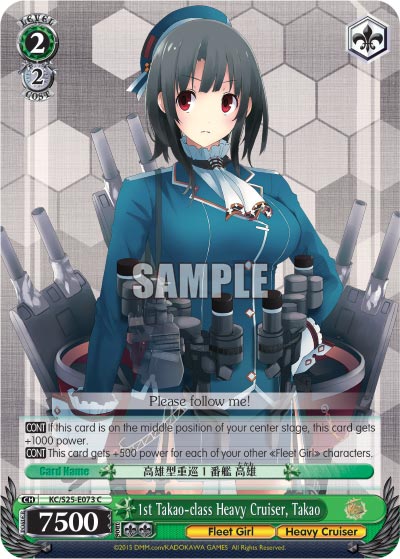 LEVEL
2
2
COST
SAMPLE
Please follow me!
CONT If this card is on the middle position of your center stage, this card gets
+1000 power.
CONT This card gets +500 power for each of your other «Fleet Girl» characters.
Card Name 高雄型重巡1番艦 高雄
CH KC/S25-E073 C
1st Takao-class Heavy Cruiser, Takao
7500
Fleet Girl Heavy Cruiser
©2013 DMM.com/KADOKAWA GAMES All Rights Reserved.